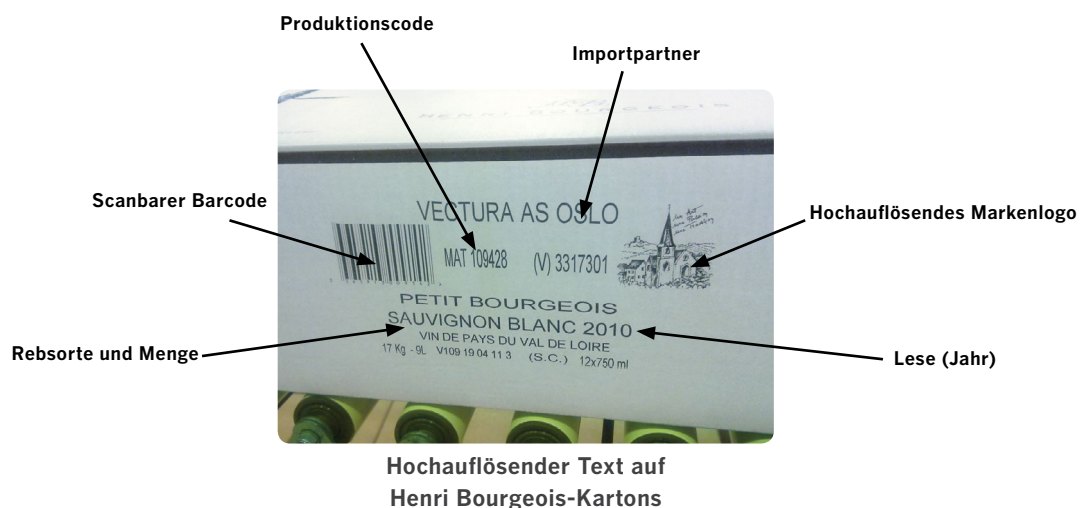 Produktionscode
Importpartner
Scanbarer Barcode
Hochauflösendes Markenlogo
HENRI BOURGEOIS
VECTURA AS OSLO
MAT 109428 (V) 3317301
PETIT BOURGEOIS
SAUVIGNON BLANC 2010
VIN DE PAYS DU VAL DE LOIRE
17 Kg - 9L V109 19 04 11 3 (S.C.) 12x750 ml
Rebsorte und Menge
Lese (Jahr)
Hochauflösender Text auf
Henri Bourgeois-Kartons